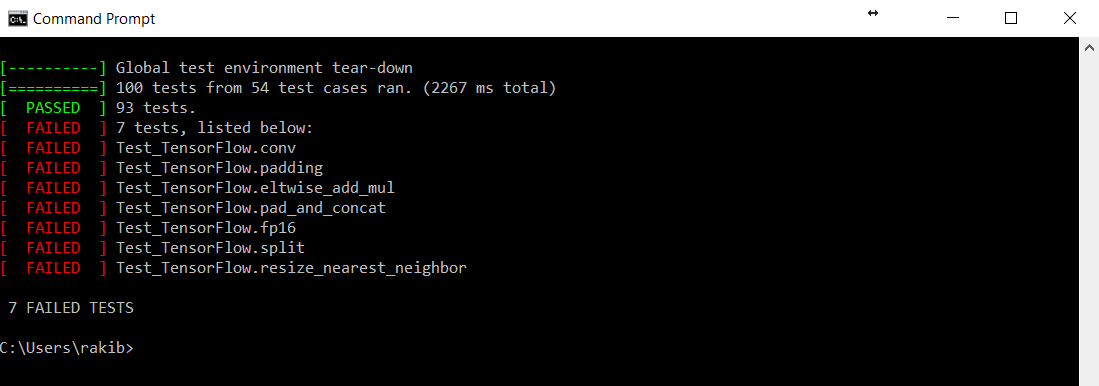 Command Prompt
[----------] Global test environment tear-down
[==========] 100 tests from 54 test cases ran. (2267 ms total)
[  PASSED  ] 93 tests.
[  FAILED  ] 7 tests, listed below:
[  FAILED  ] Test_TensorFlow.conv
[  FAILED  ] Test_TensorFlow.padding
[  FAILED  ] Test_TensorFlow.eltwise_add_mul
[  FAILED  ] Test_TensorFlow.pad_and_concat
[  FAILED  ] Test_TensorFlow.fp16
[  FAILED  ] Test_TensorFlow.split
[  FAILED  ] Test_TensorFlow.resize_nearest_neighbor
7 FAILED TESTS
C:\Users\rakib>